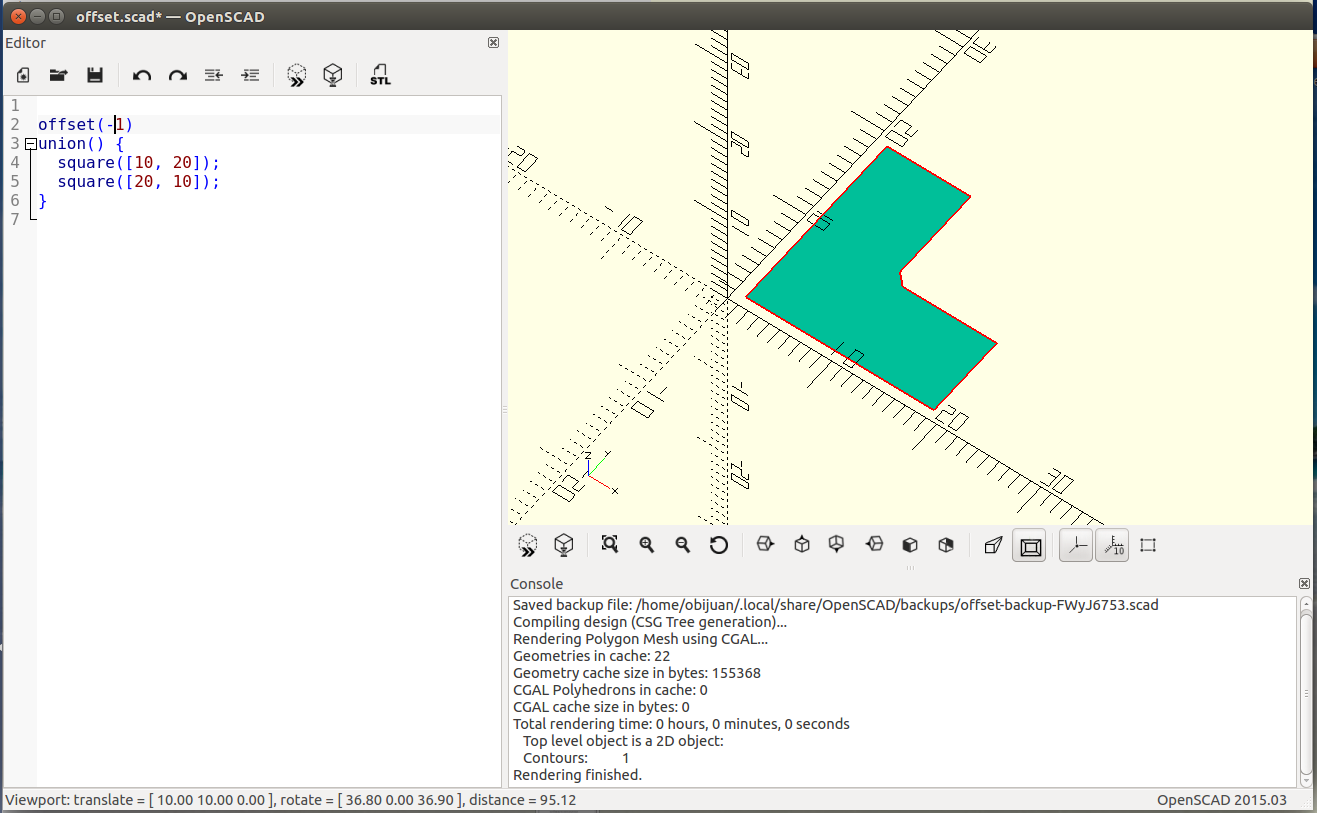 offset.scad* — OpenSCAD
Editor
STL
1
2 offset(-1)
3 union() {
4 square([10, 20]);
5 square([20, 10]);
6 }
7
20
10
10
20
30
10
20
30
10
20
10
20
Z
Y
X
10
Console
Saved backup file: /home/obijuan/.local/share/OpenSCAD/backups/offset-backup-FWyJ6753.scad
Compiling design (CSG Tree generation)...
Rendering Polygon Mesh using CGAL...
Geometries in cache: 22
Geometry cache size in bytes: 155368
CGAL Polyhedrons in cache: 0
CGAL cache size in bytes: 0
Total rendering time: 0 hours, 0 minutes, 0 seconds
Top level object is a 2D object:
Contours: 1
Rendering finished.
Viewport: translate = [ 10.00 10.00 0.00 ], rotate = [ 36.80 0.00 36.90 ], distance = 95.12
OpenSCAD 2015.03